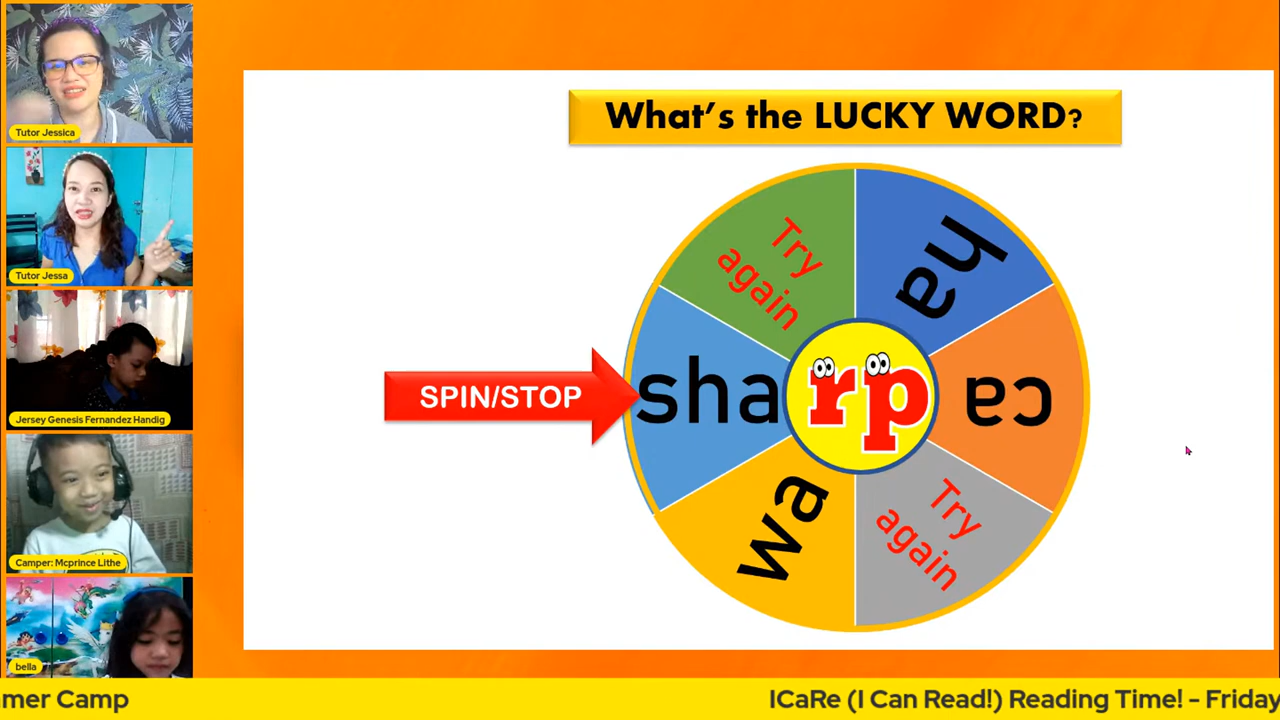 Tutor Jessica
Tutor Jessa
Jersey Genesis Fernandez Handig
Camper: Mcprince Lithe
bella
What's the LUCKY WORD?
Try
again
ha
SPIN/STOP
sha
rp
ca
wa
Try
again
mer Camp
ICaRe (I Can Read!) Reading Time! - Friday